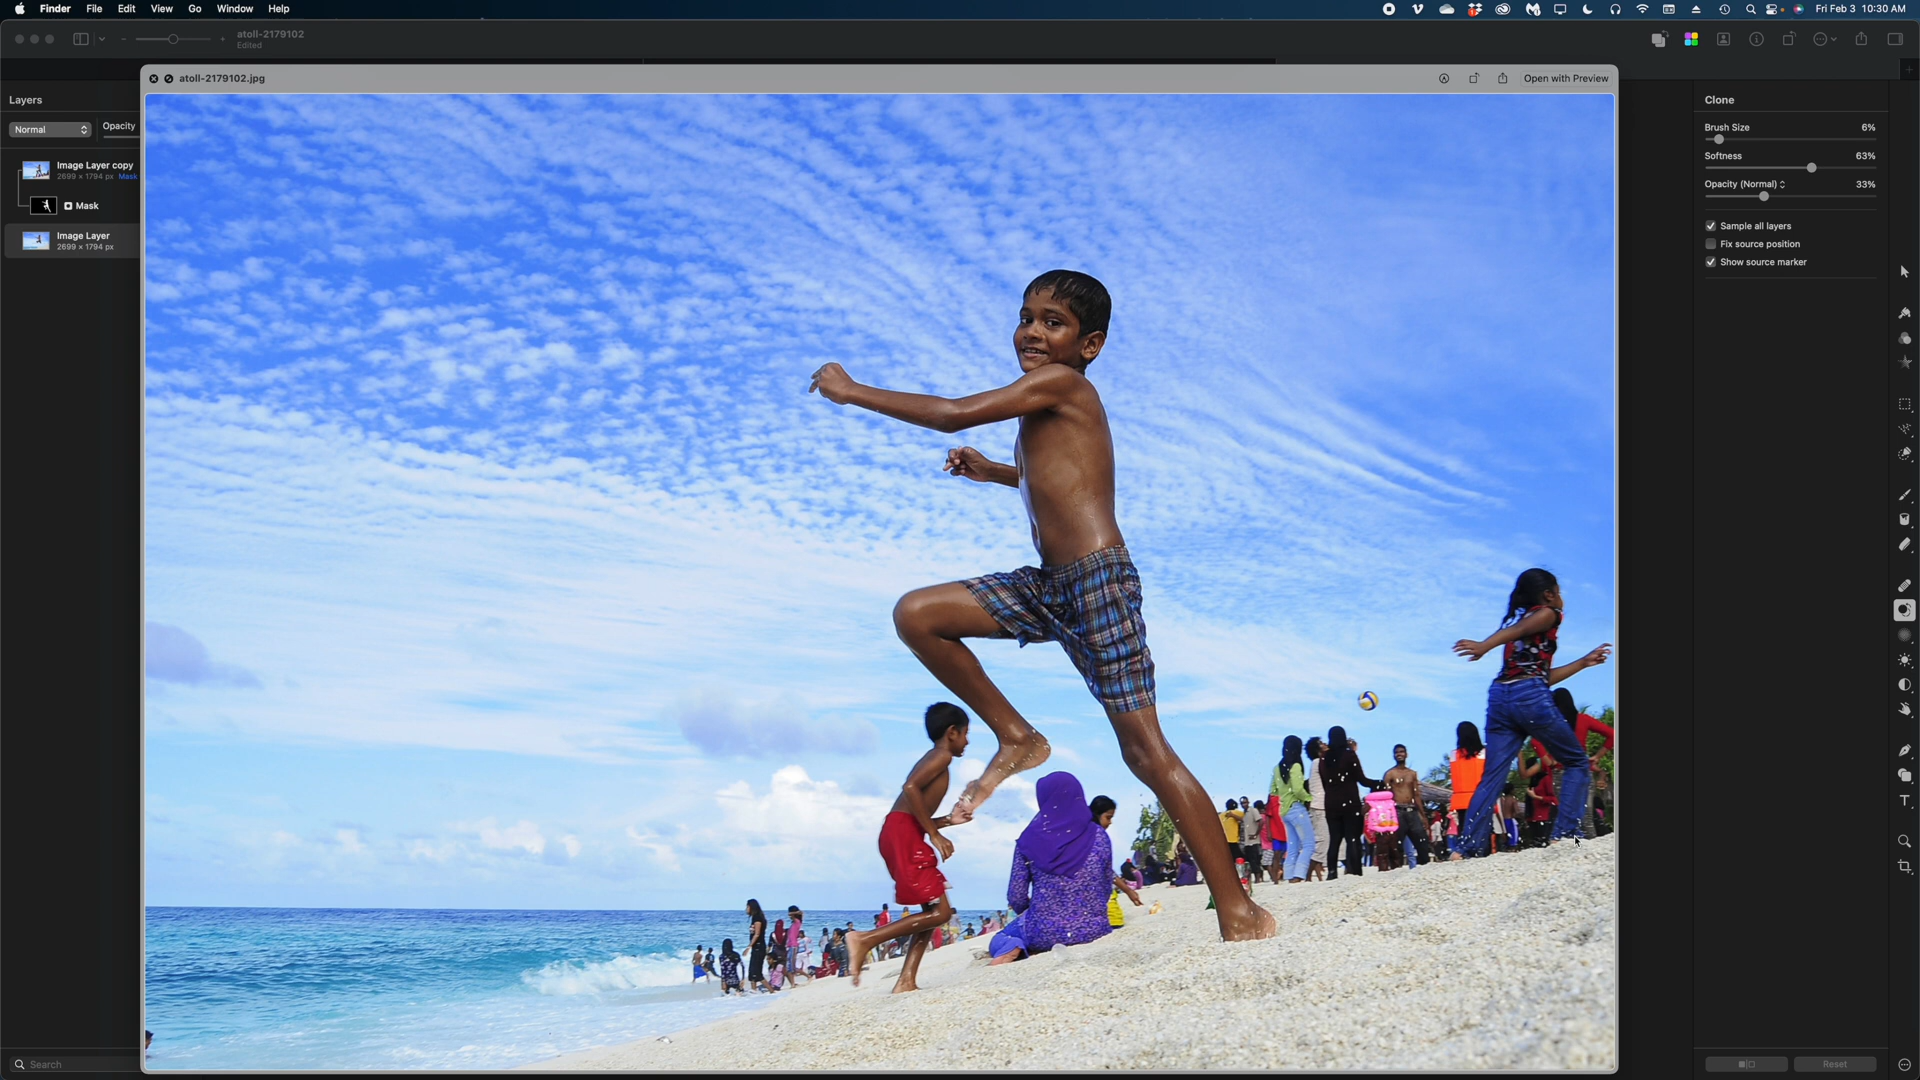 Finder File Edit View Go Window Help
Fri Feb 3 10:30 AM
atoll-2179102
Edited
atoll-2179102.jpg
Open with Preview
Layers
Normal
Opacity
Image Layer copy
2699 × 1794 px Mask
Mask
Image Layer
2699 × 1794 px
Search
Clone
Brush Size 6%
Softness 63%
Opacity (Normal) 33%
Sample all layers
Fix source position
Show source marker
T
Reset